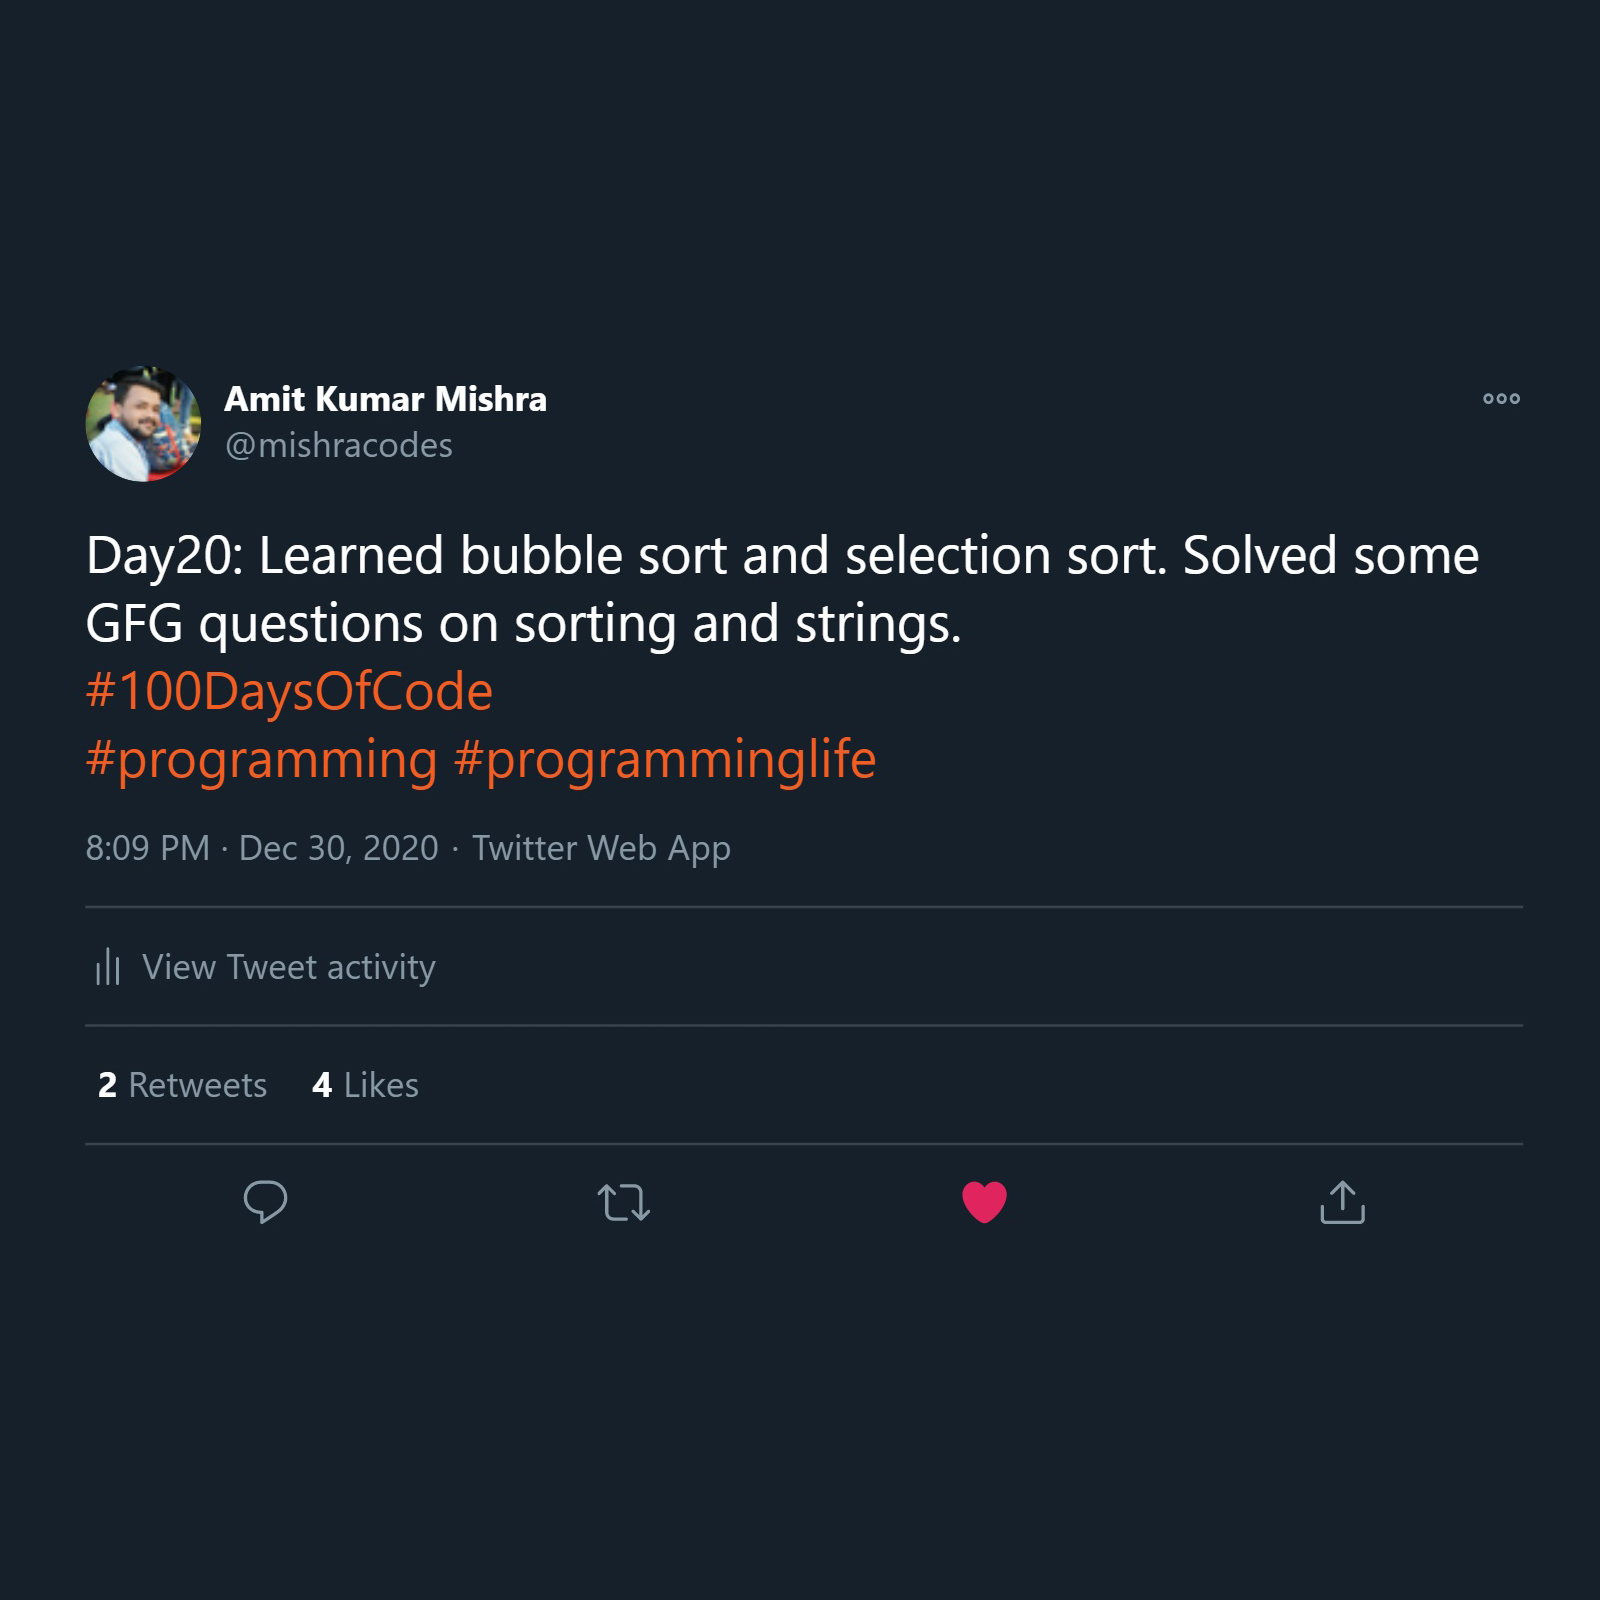 Amit Kumar Mishra
@mishracodes
Day20: Learned bubble sort and selection sort. Solved some
GFG questions on sorting and strings.
#100DaysOfCode
#programming #programminglife
8:09 PM · Dec 30, 2020 · Twitter Web App
View Tweet activity
2 Retweets 4 Likes